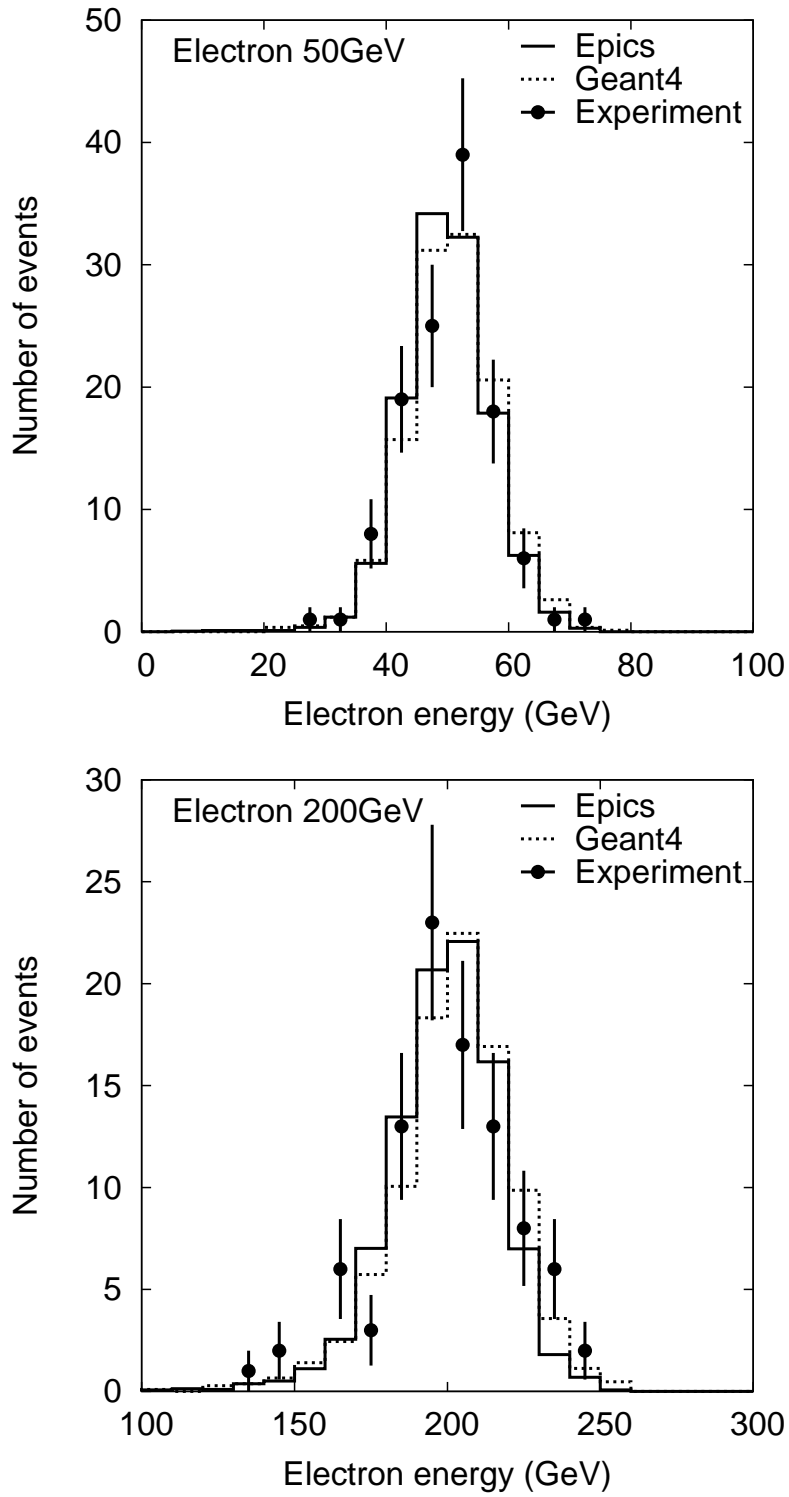 50
Electron 50GeV
Epics
Geant4
Experiment
40
30
20
10
0
Number of events
0 20 40 60 80 100
Electron energy (GeV)
30
Electron 200GeV
Epics
Geant4
Experiment
25
20
15
10
5
0
Number of events
100 150 200 250 300
Electron energy (GeV)